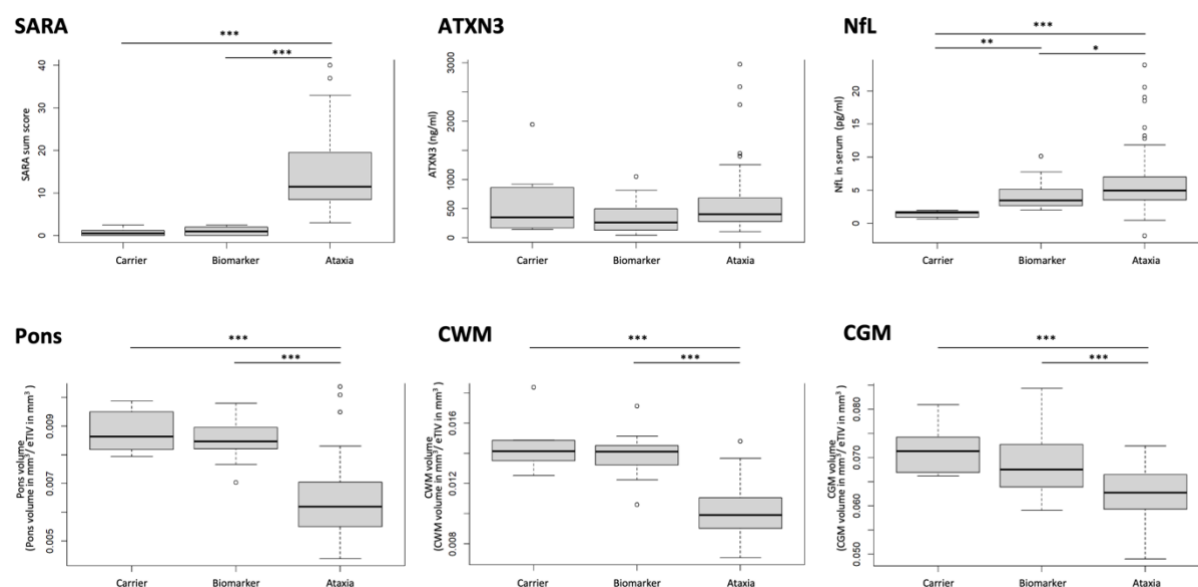 SARA
***
***
SARA sum score
40
30
20
10
0
Carrier Biomarker Ataxia
ATXN3
ATXN3 (ng/ml)
3000
2000
1000
500
0
Carrier Biomarker Ataxia
NfL
***
** *
NfL in serum (pg/ml)
20
15
10
5
0
Carrier Biomarker Ataxia
Pons
***
***
Pons volume
(Pons volume in mm³/ eTIV in mm³
0.009
0.007
0.005
Carrier Biomarker Ataxia
CWM
***
***
CWM volume
(CWM volume in mm³/ eTIV in mm³
0.016
0.012
0.008
Carrier Biomarker Ataxia
CGM
***
***
CGM volume
(CGM volume in mm³/ eTIV in mm³
0.080
0.070
0.060
0.050
Carrier Biomarker Ataxia